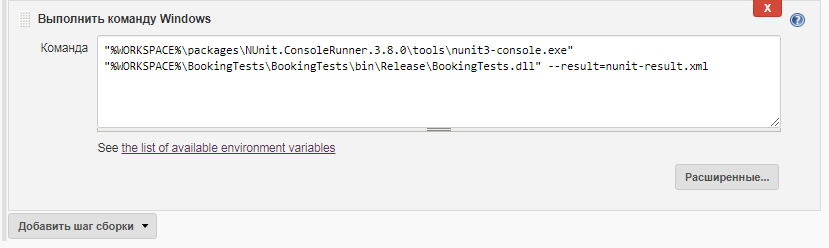 Выполнить команду Windows
X
?
Команда
"%WORKSPACE%\packages\NUnit.ConsoleRunner.3.8.0\tools\nunit3-console.exe"
"%WORKSPACE%\BookingTests\BookingTests\bin\Release\BookingTests.dll" --result=nunit-result.xml
See the list of available environment variables
Расширенные...
Добавить шаг сборки